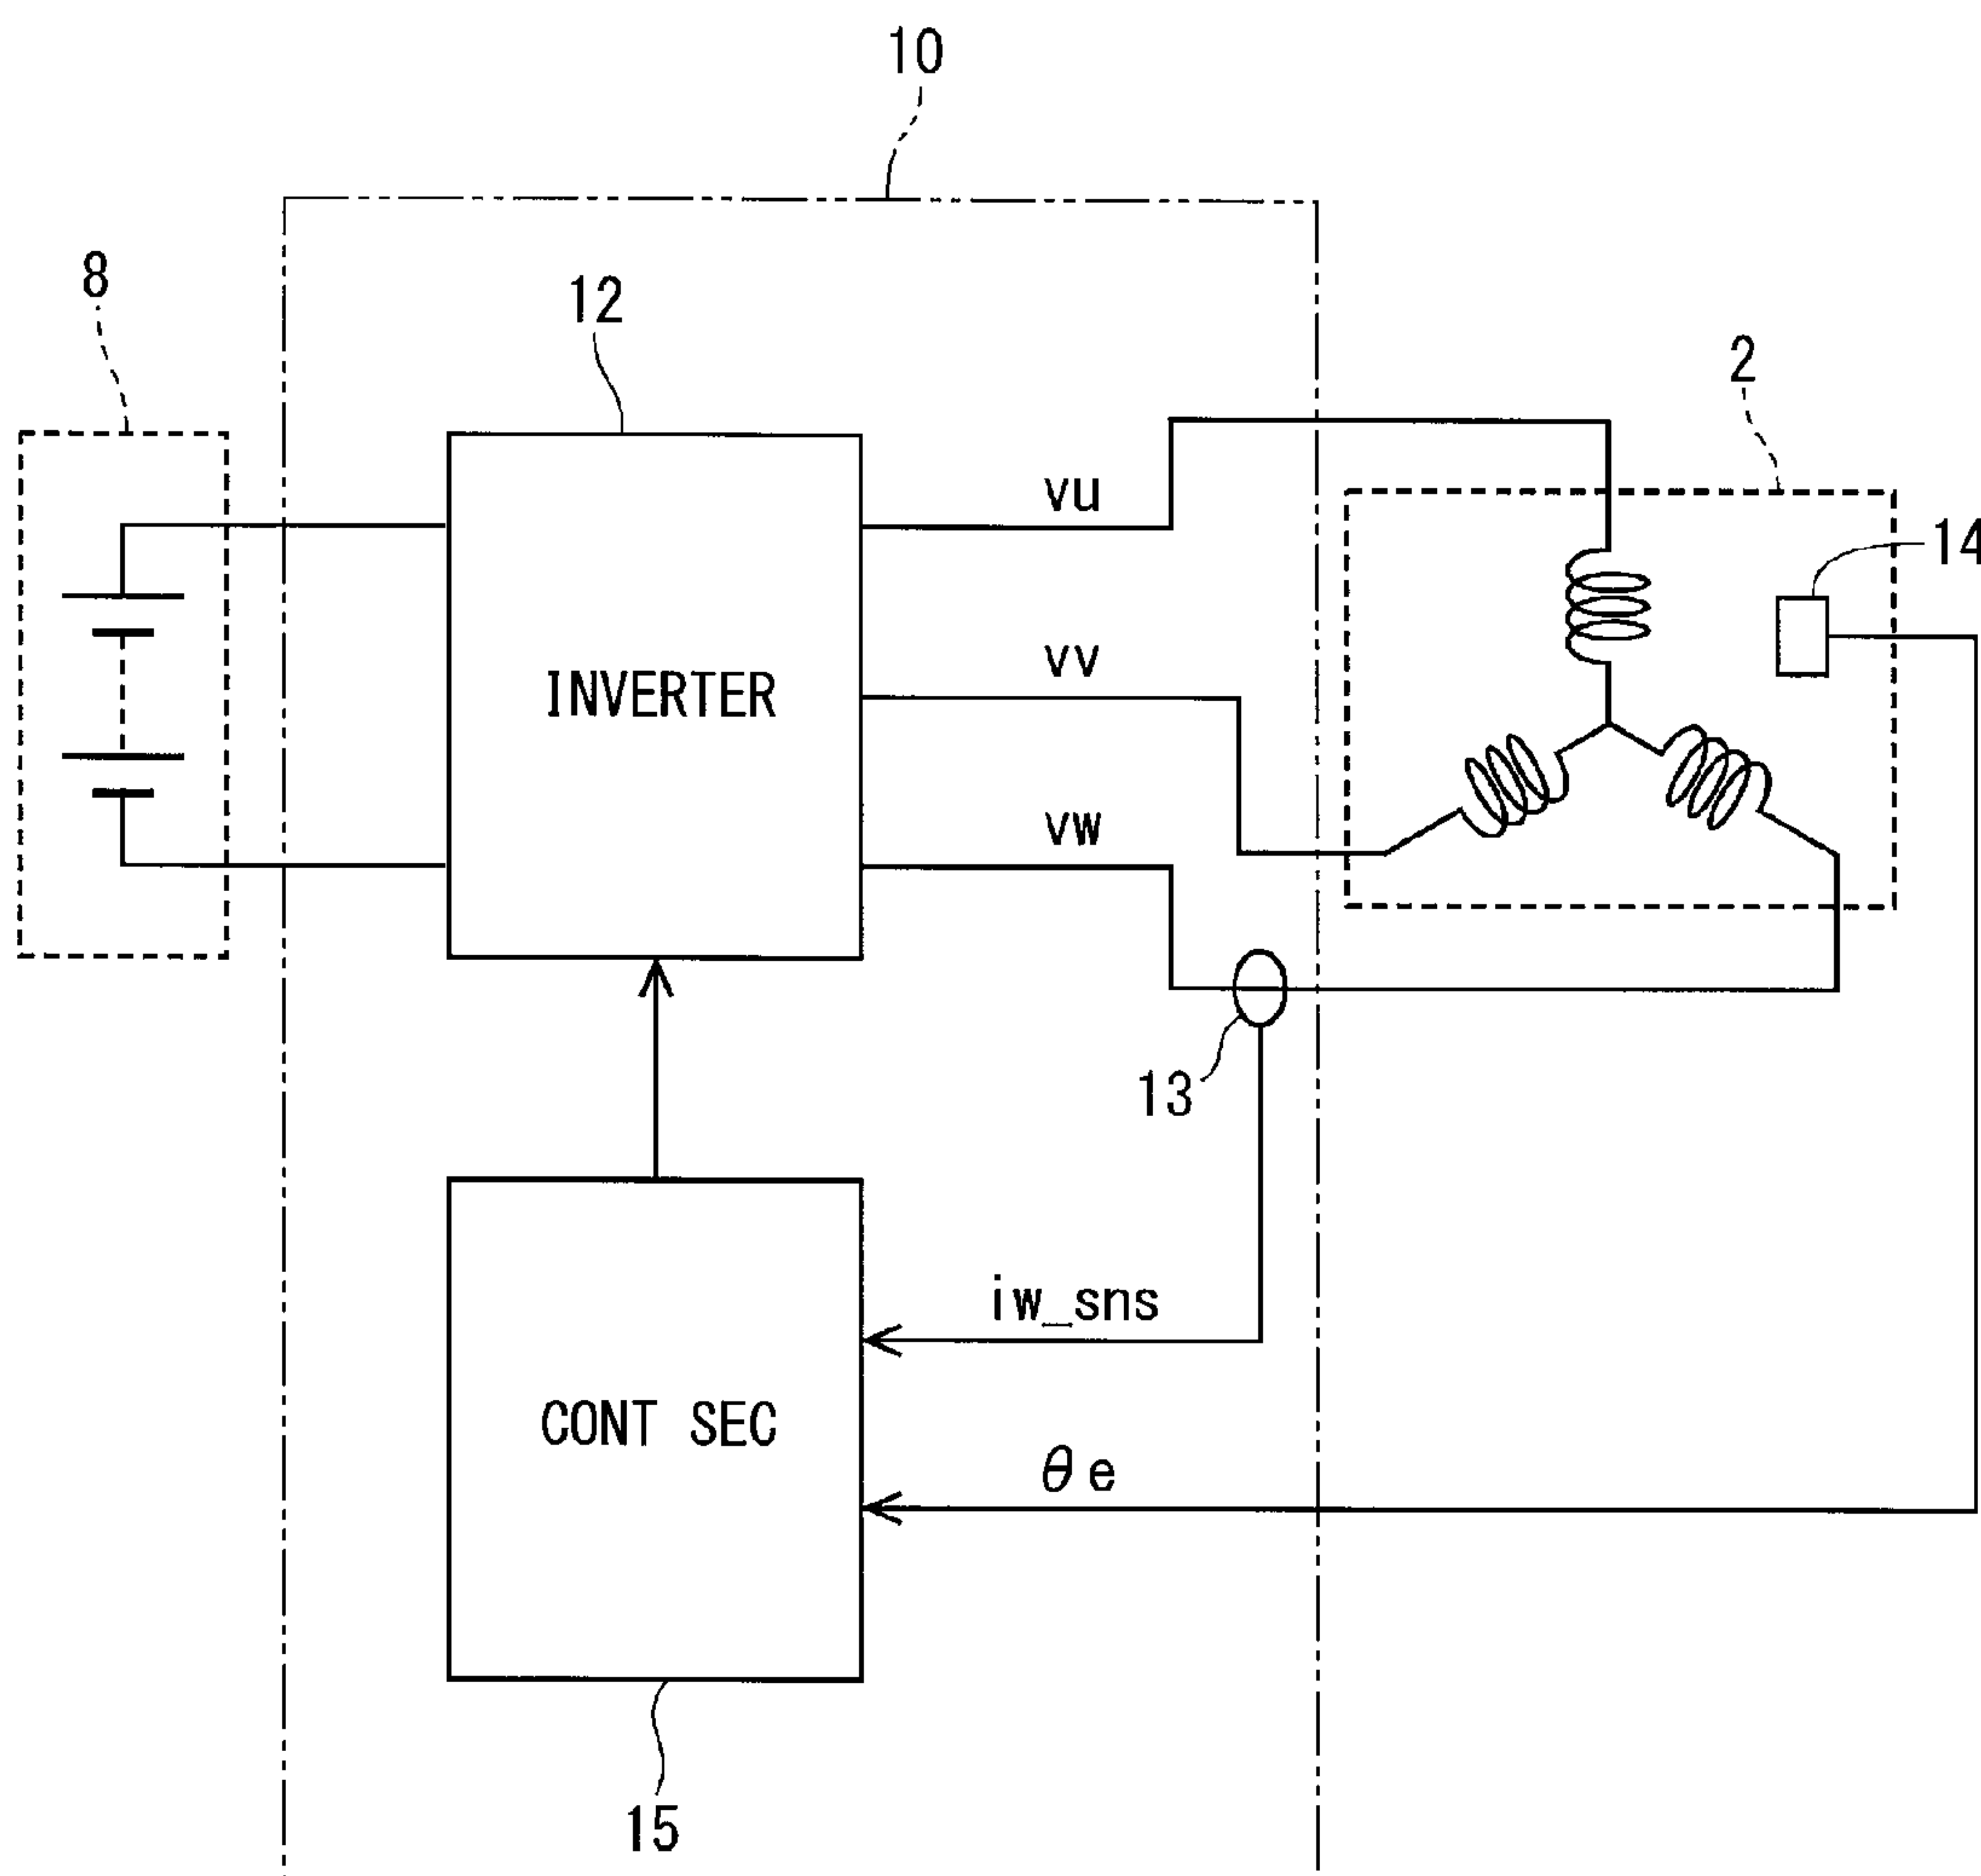 10
8
12
2
vu
14
INVERTER
vv
vw
13
iw_sns
CONT SEC
θe
15